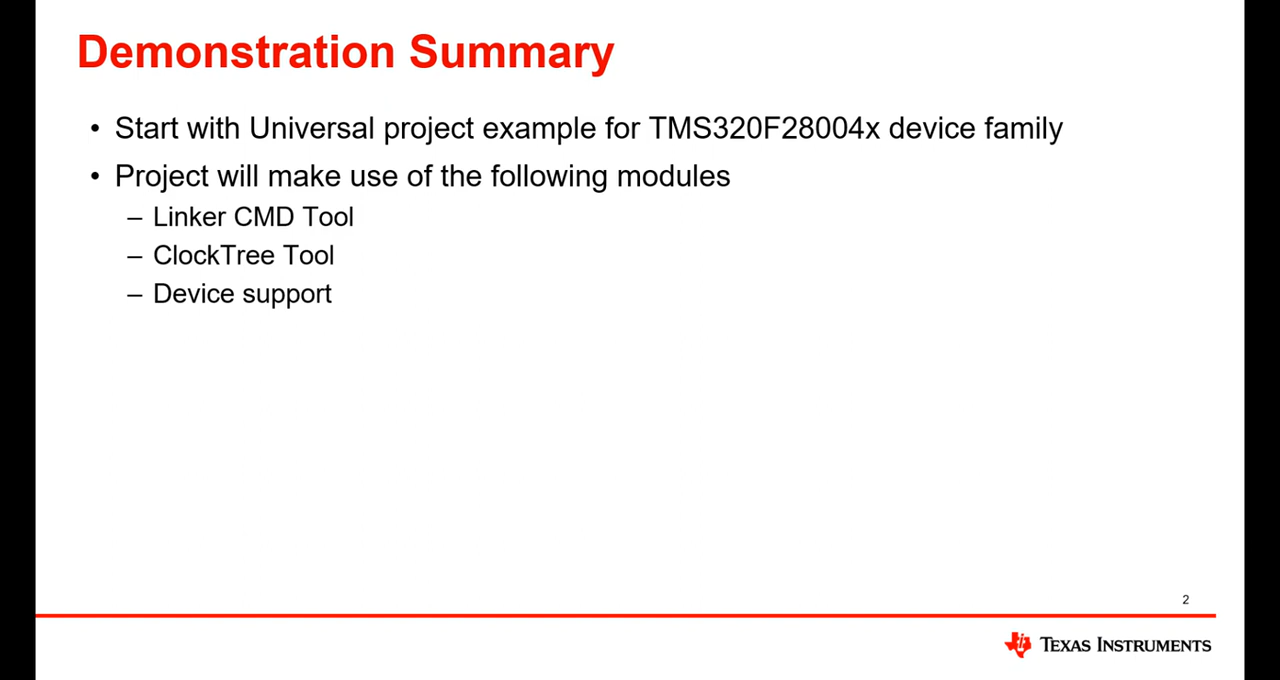 Demonstration Summary
• Start with Universal project example for TMS320F28004x device family
• Project will make use of the following modules
– Linker CMD Tool
– ClockTree Tool
– Device support
2
TEXAS INSTRUMENTS